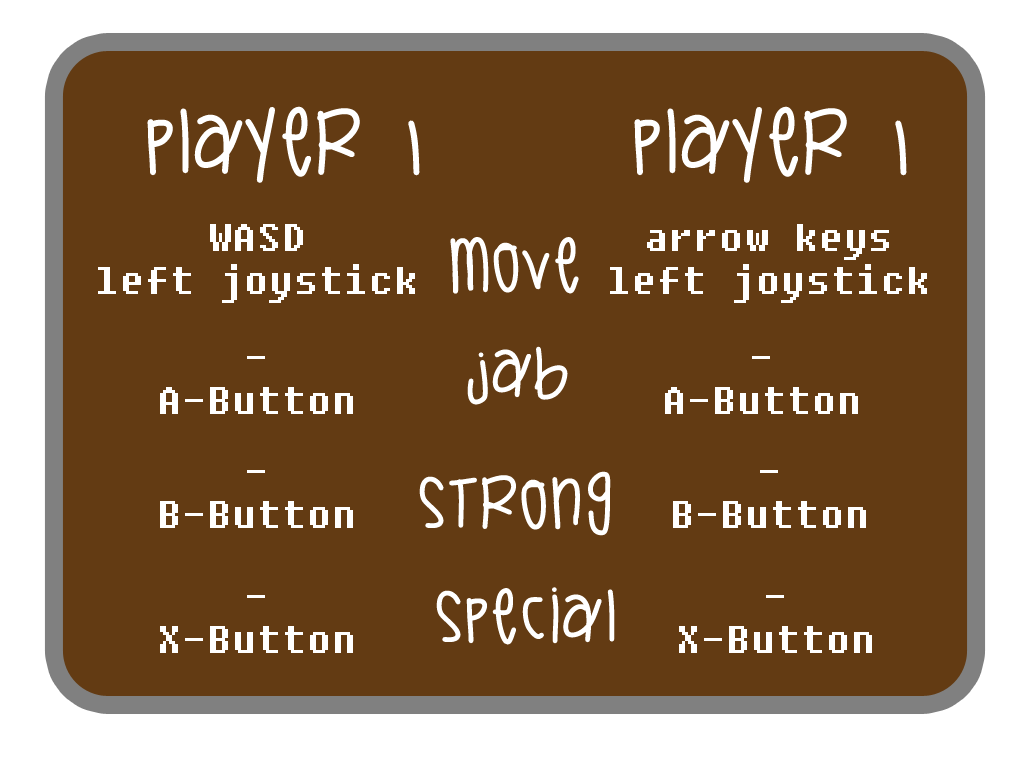 Player 1 Player 1
WASD arrow keys
left joystick move left joystick
- jab -
A-Button A-Button
- -
B-Button strong B-Button
- -
X-Button special X-Button